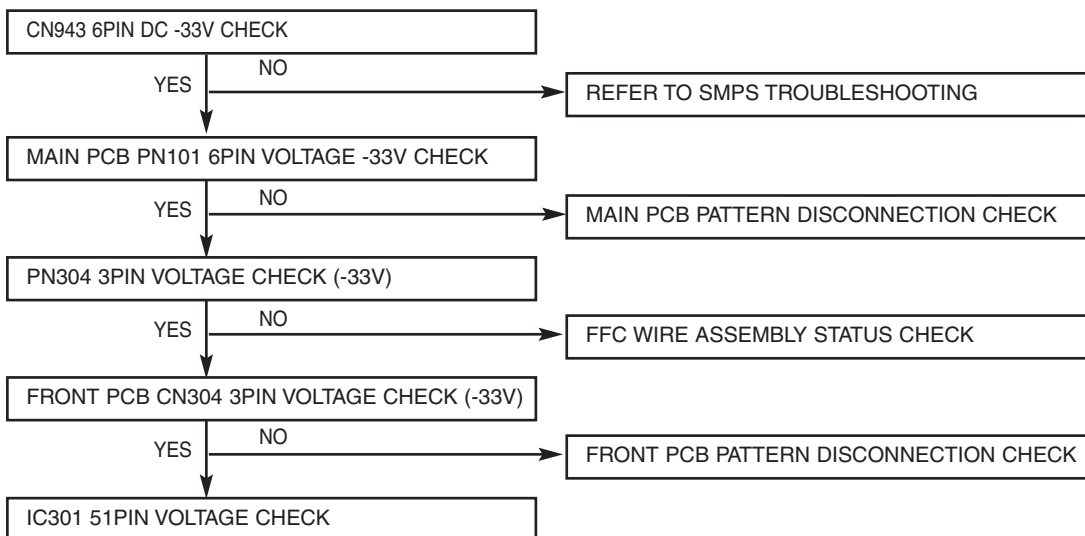 CN943 6PIN DC -33V CHECK
NO
YES
REFER TO SMPS TROUBLESHOOTING
MAIN PCB PN101 6PIN VOLTAGE -33V CHECK
NO
YES
MAIN PCB PATTERN DISCONNECTION CHECK
PN304 3PIN VOLTAGE CHECK (-33V)
NO
YES
FFC WIRE ASSEMBLY STATUS CHECK
FRONT PCB CN304 3PIN VOLTAGE CHECK (-33V)
NO
YES
FRONT PCB PATTERN DISCONNECTION CHECK
IC301 51PIN VOLTAGE CHECK